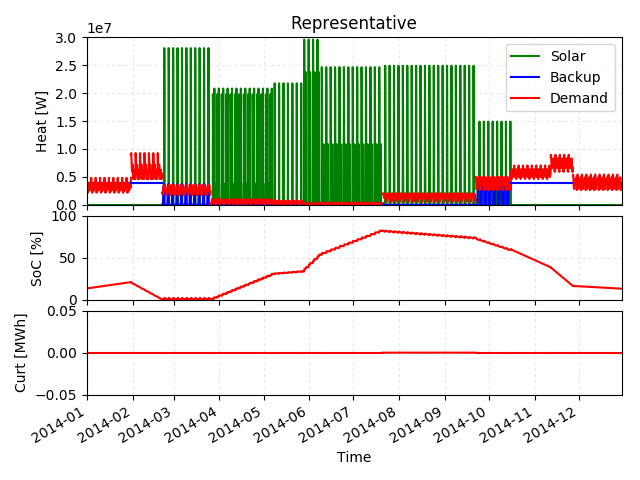 Representative
1e7
3.0
2.5
2.0
1.5
1.0
0.5
0.0
Heat [W]
Solar
Backup
Demand
100
50
0
SoC [%]
0.05
0.00
−0.05
Curt [MWh]
2014-01
2014-02
2014-03
2014-04
2014-05
2014-06
2014-07
2014-08
2014-09
2014-10
2014-11
2014-12
Time